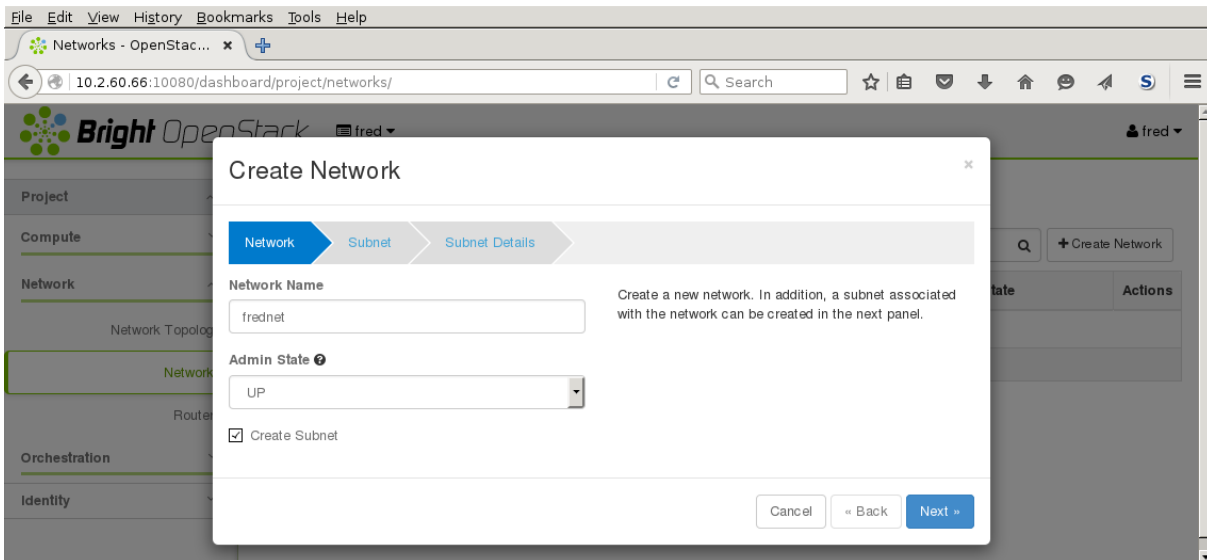 File Edit View History Bookmarks Tools Help
Networks - OpenStac...
10.2.60.66:10080/dashboard/project/networks/ Search
Bright OpenStack fred fred
Create Network
Project
Compute
Network Subnet Subnet Details
+ Create Network
Network
Network Name
Create a new network. In addition, a subnet associated
with the network can be created in the next panel.
frednet
Actions
Network Topolog
Admin State
Network
UP
Router
Create Subnet
Orchestration
Identity
Cancel « Back Next »